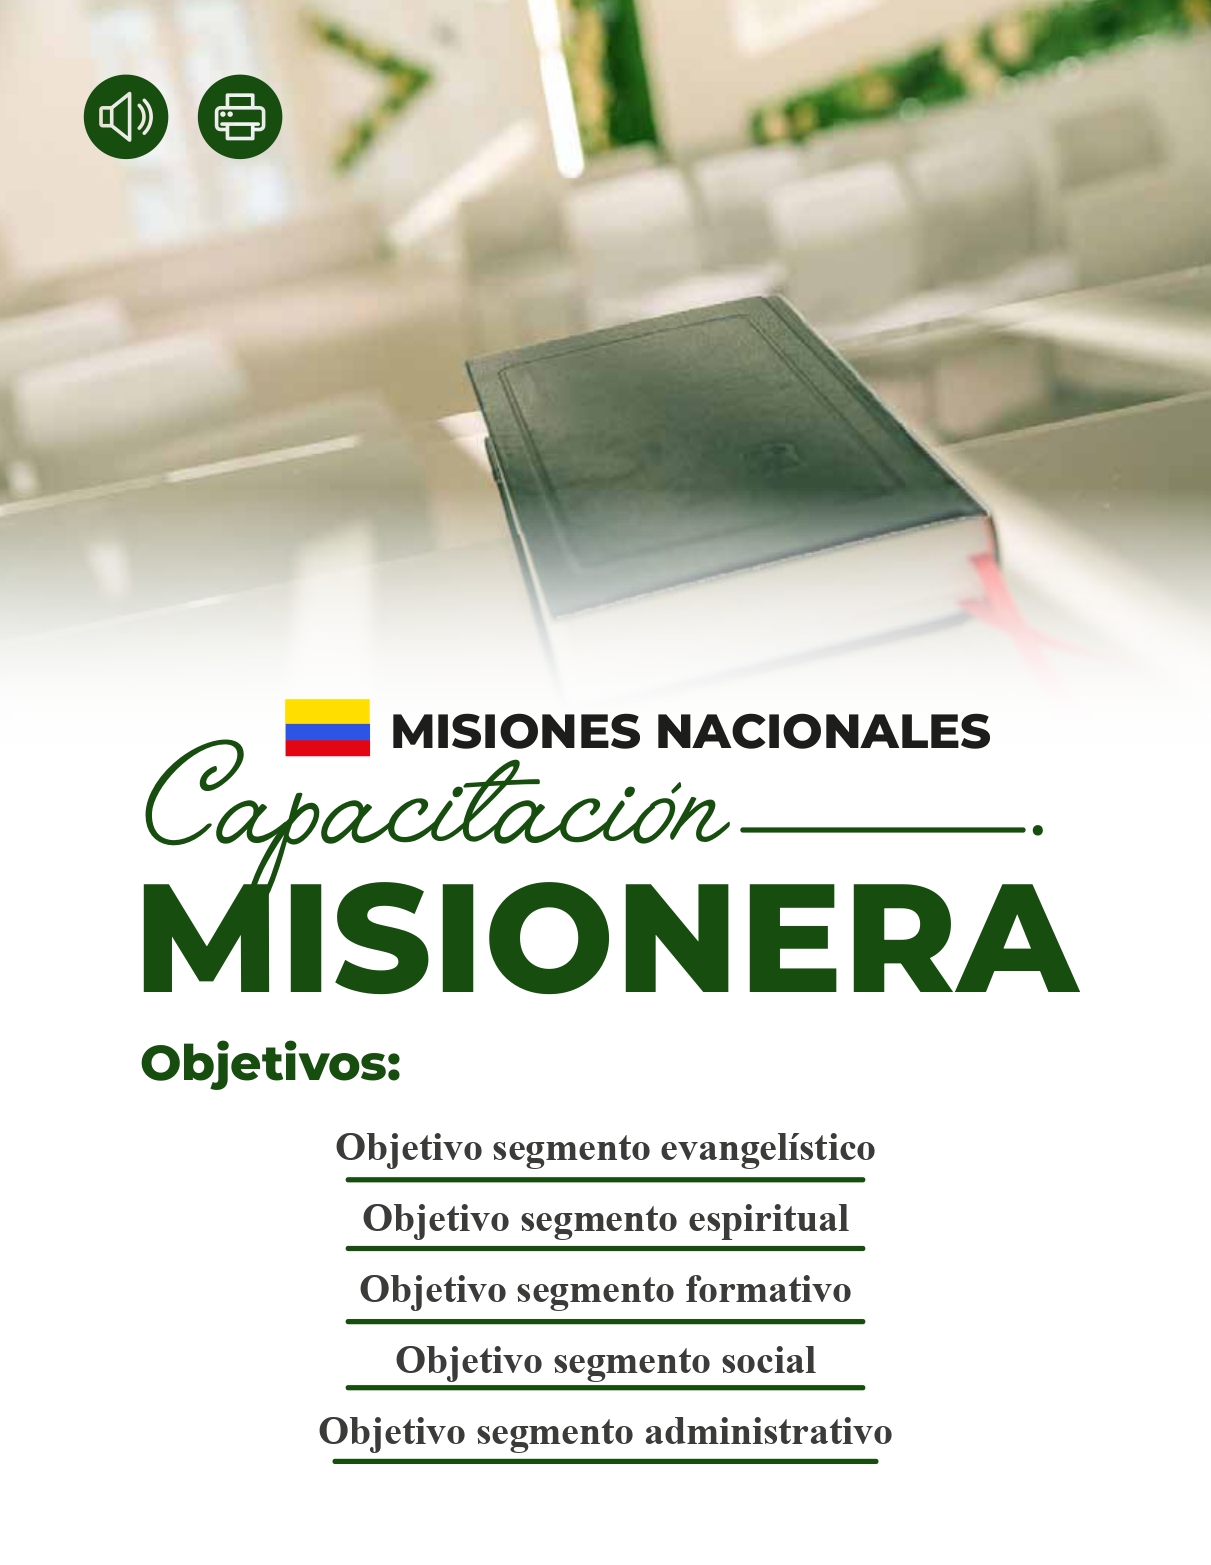 MISIONES NACIONALES
Capacitación
MISIONERA
Objetivos:
Objetivo segmento evangelístico
Objetivo segmento espiritual
Objetivo segmento formativo
Objetivo segmento social
Objetivo segmento administrativo